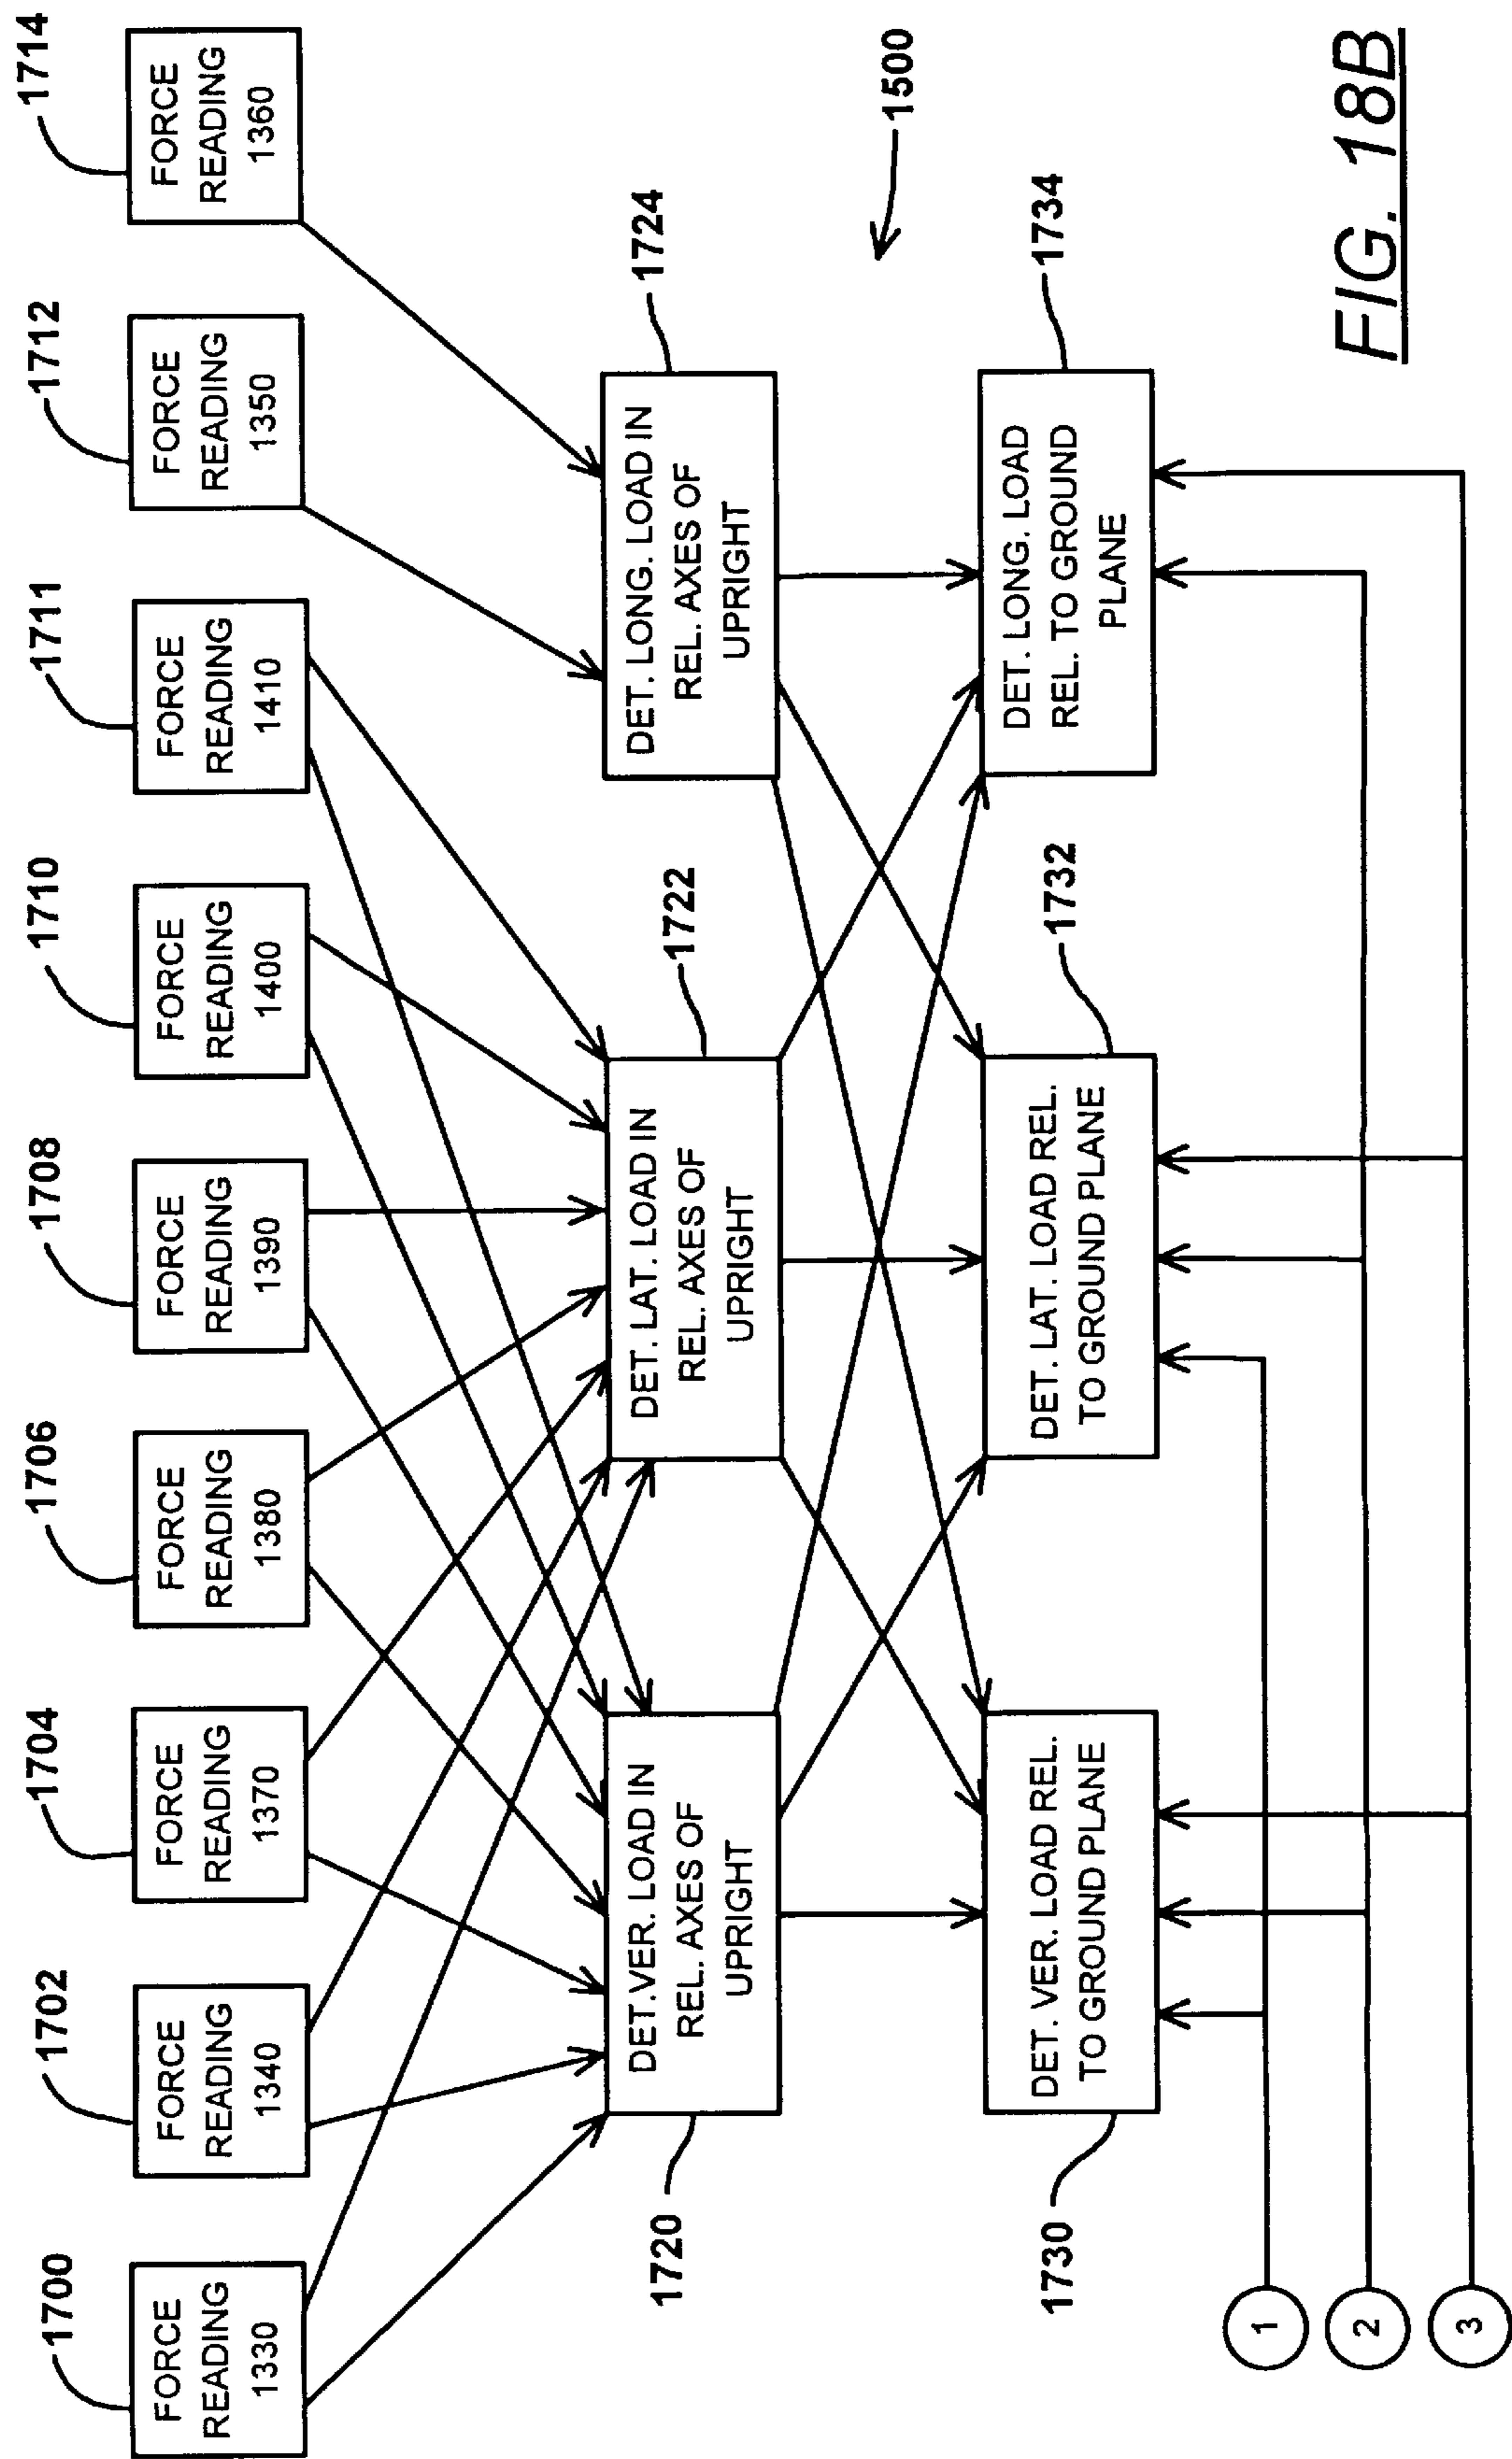 1700
1702
1704
1706
1708
1710
1711
1712
1714
FORCE
READING
1330
FORCE
READING
1340
FORCE
READING
1370
FORCE
READING
1380
FORCE
READING
1390
FORCE
READING
1400
FORCE
READING
1410
FORCE
READING
1350
FORCE
READING
1360
1720
DET.VER. LOAD IN
REL. AXES OF
UPRIGHT
1722
DET. LAT. LOAD IN
REL. AXES OF
UPRIGHT
1724
DET. LONG. LOAD IN
REL. AXES OF
UPRIGHT
1500
1730
DET. VER. LOAD REL.
TO GROUND PLANE
1732
DET. LAT. LOAD REL.
TO GROUND PLANE
1734
DET. LONG. LOAD
REL. TO GROUND
PLANE
1
2
3
FIG. 18B